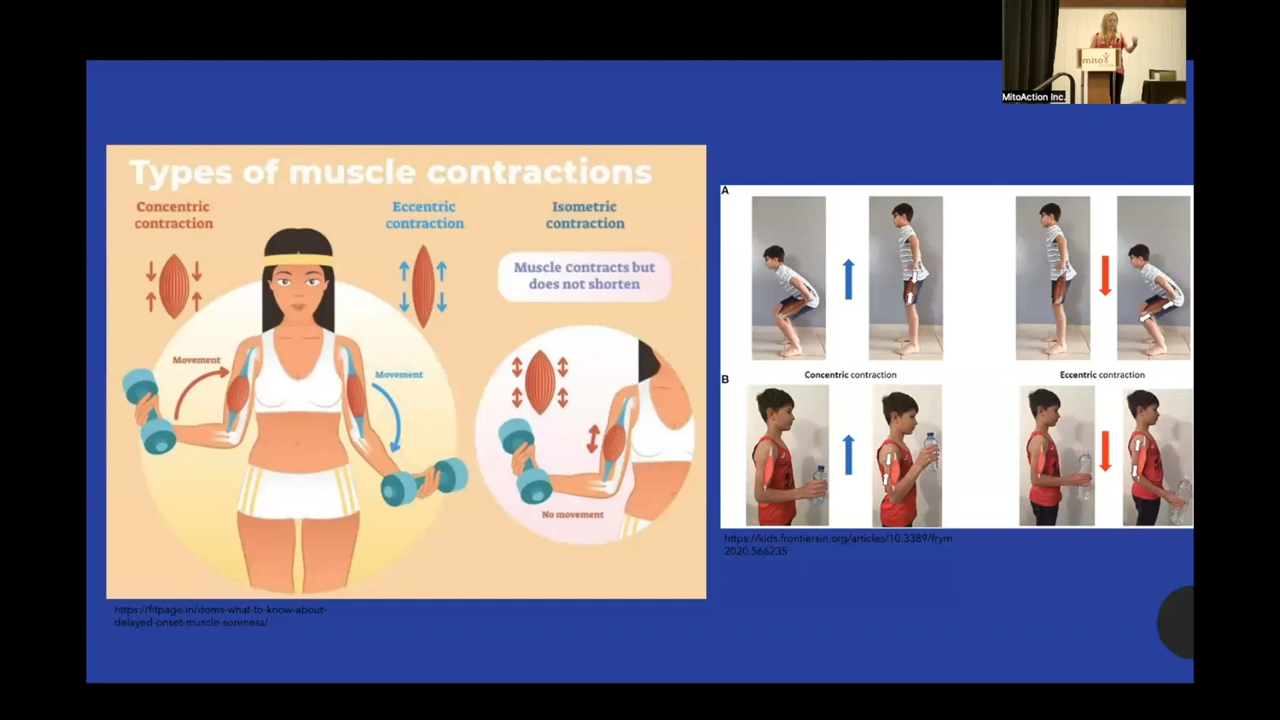 mito
MitoAction Inc.
Types of muscle contractions
Concentric
contraction
Eccentric
contraction
Isometric
contraction
Muscle contracts but
does not shorten
Movement
Movement
No movement
https://fitpage.in/doms-what-to-know-about-
delayed-onset-muscle-soreness/
A
B
Concentric contraction
Eccentric contraction
https://kids.frontiersin.org/articles/10.3389/frym.
2020.566235